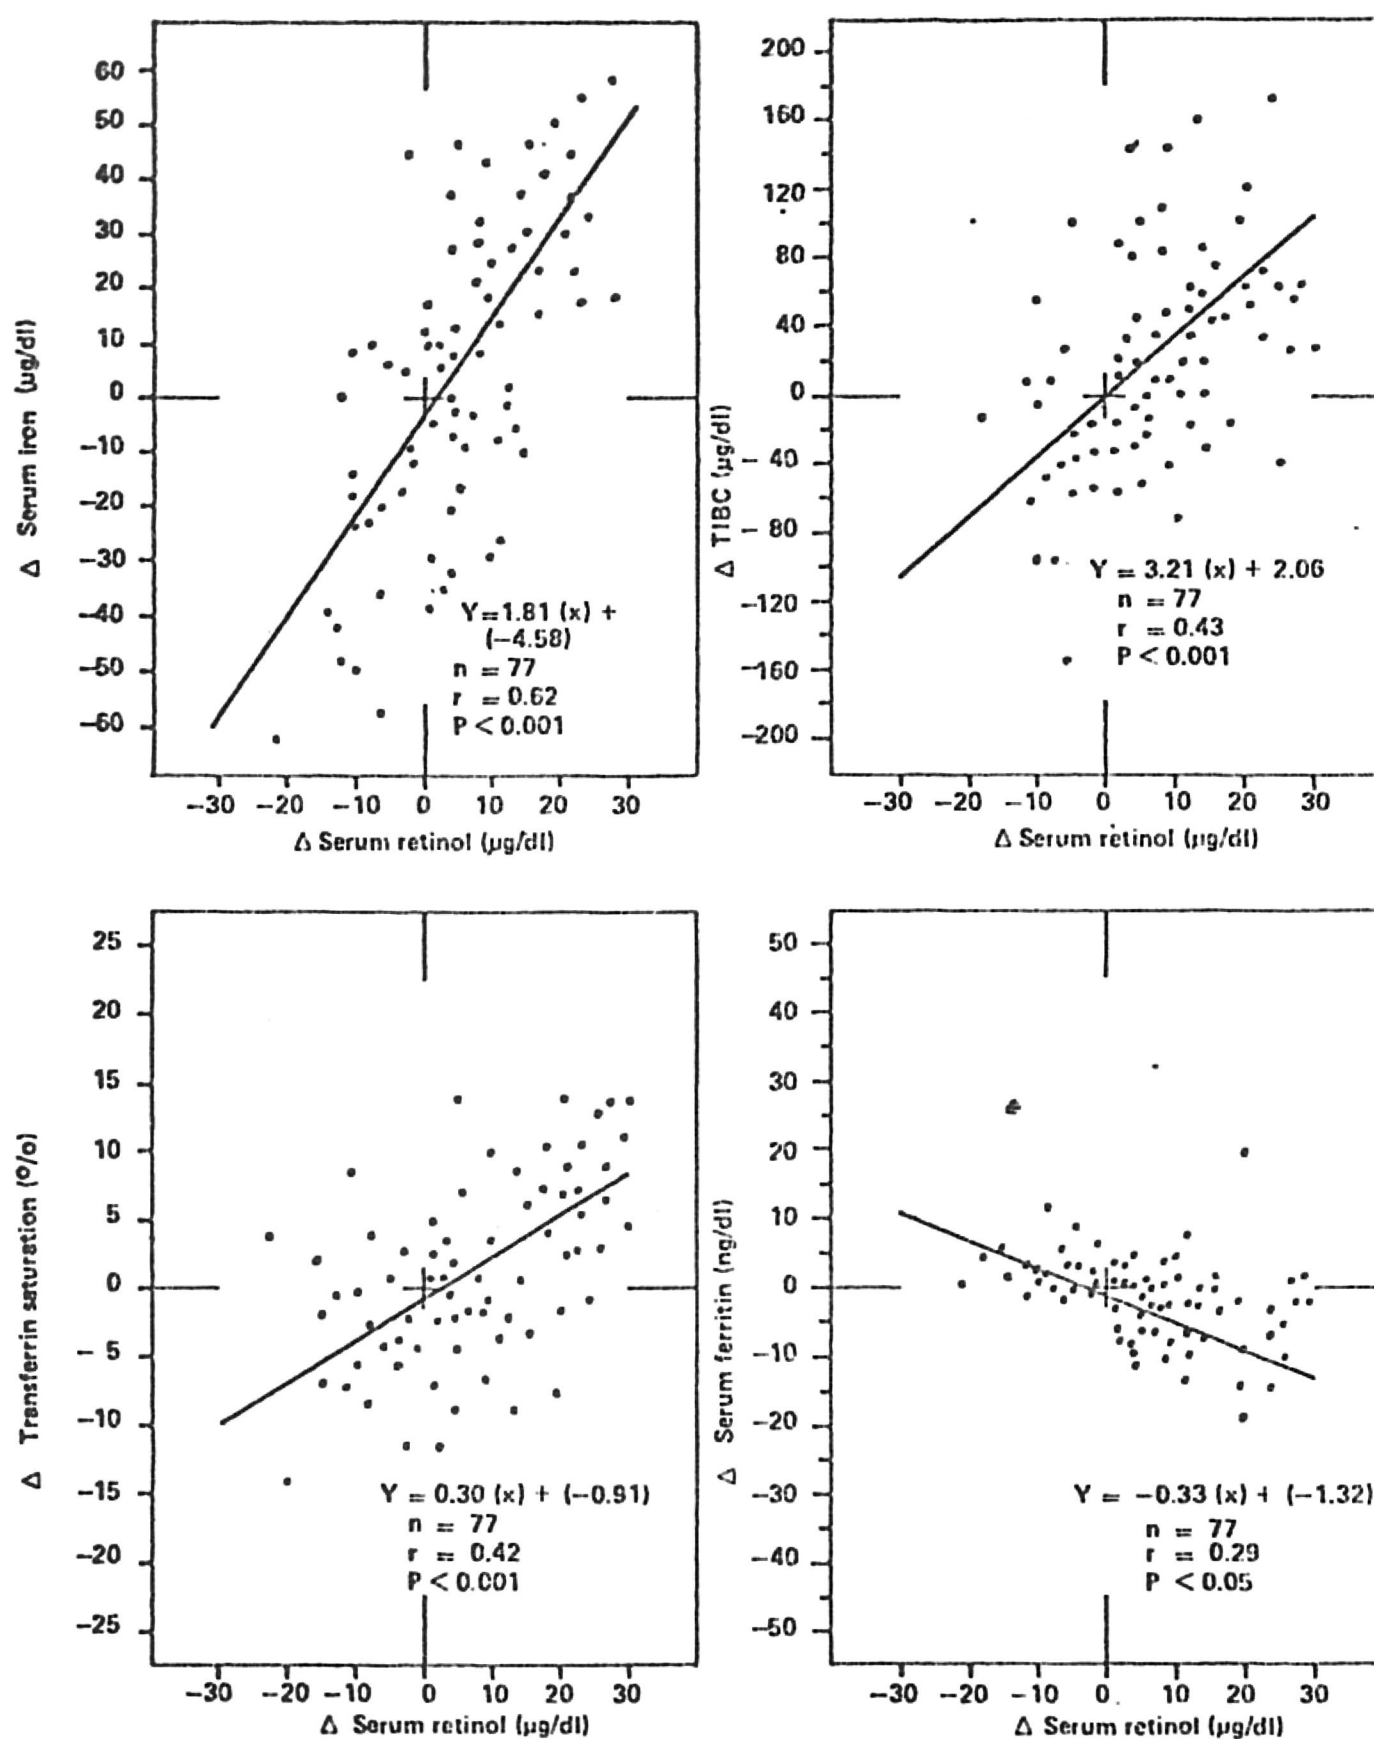 60
50
40
30
20
10
0
−10
−20
−30
−40
−50
−60
Δ Serum iron (µg/dl)
Y=1.81 (x) +
(−4.58)
n = 77
r = 0.62
P < 0.001
−30 −20 −10 0 10 20 30
Δ Serum retinol (µg/dl)
200
160
120
80
40
0
− 40
− 80
−120
−160
−200
Δ TIBC (µg/dl)
Y = 3.21 (x) + 2.06
n = 77
r = 0.43
P < 0.001
−30 −20 −10 0 10 20 30
Δ Serum retinol (µg/dl)
25
20
15
10
5
0
− 5
−10
−15
−20
−25
Δ Transferrin saturation (º/o)
Y = 0.30 (x) + (−0.91)
n = 77
r = 0.42
P < 0.001
−30 −20 −10 0 10 20 30
Δ Serum retinol (µg/dl)
50
40
30
20
10
0
−10
−20
−30
−40
−50
Δ Serum ferritin (ng/dl)
Y = −0.33 (x) + (−1.32)
n = 77
r = 0.29
P < 0.05
−30 −20 −10 0 10 20 30
Δ Serum retinol (µg/dl)